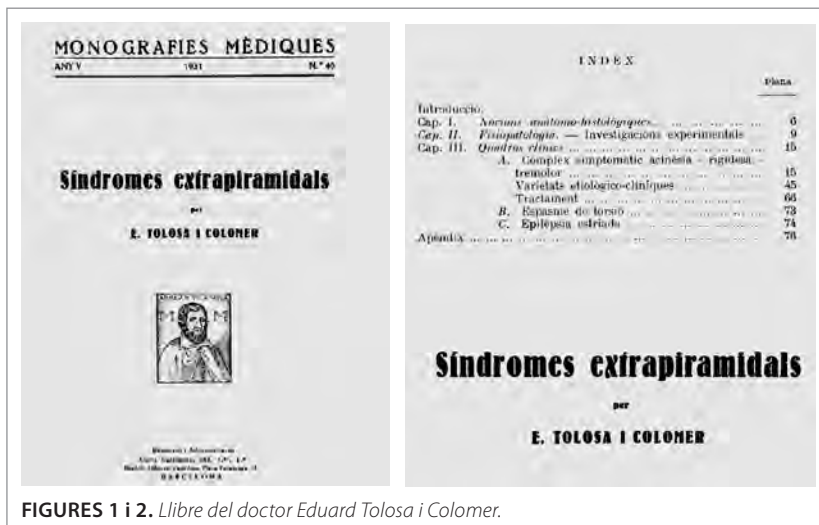 MONOGRAFIES MÈDIQUES
ANY V 1931 N.º 40
Síndromes extrapiramidals
per
E. TOLOSA I COLOMER
M M
BARCELONA
INDEX
Plana
Introducció.
Cap. I. Nocions anatomo-histològiques. 6
Cap. II. Fisiopatologia. — Investigacions experimentals 9
Cap. III. Quadros clínics 15
A. Complex simptomàtic acinèsia - rigidesa -
tremolor 15
Varietats etiològico-clíniques 45
Tractament 66
B. Espasme de torsió 73
C. Epilèpsia estriada 74
Apèndix 76
Síndromes extrapiramidals
per
E. TOLOSA I COLOMER
FIGURES 1 i 2. Llibre del doctor Eduard Tolosa i Colomer.